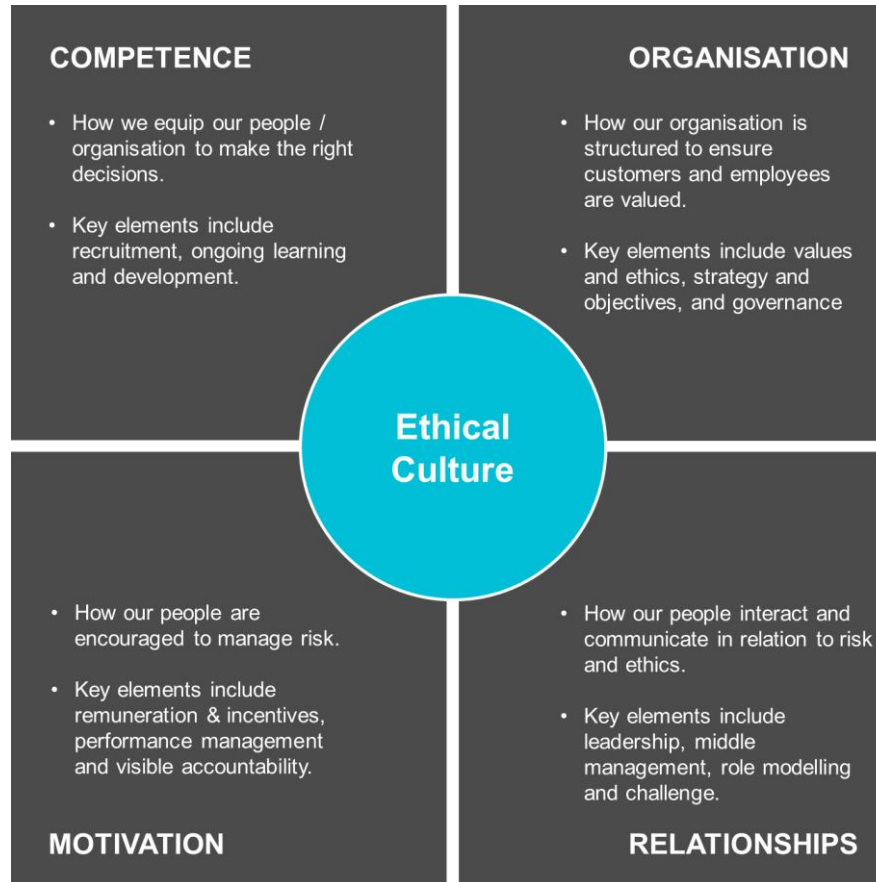 COMPETENCE
• How we equip our people /
organisation to make the right
decisions.
• Key elements include
recruitment, ongoing learning
and development.
ORGANISATION
• How our organisation is
structured to ensure
customers and employees
are valued.
• Key elements include values
and ethics, strategy and
objectives, and governance
Ethical
Culture
• How our people are
encouraged to manage risk.
• Key elements include
remuneration & incentives,
performance management
and visible accountability.
MOTIVATION
• How our people interact and
communicate in relation to risk
and ethics.
• Key elements include
leadership, middle
management, role modelling
and challenge.
RELATIONSHIPS